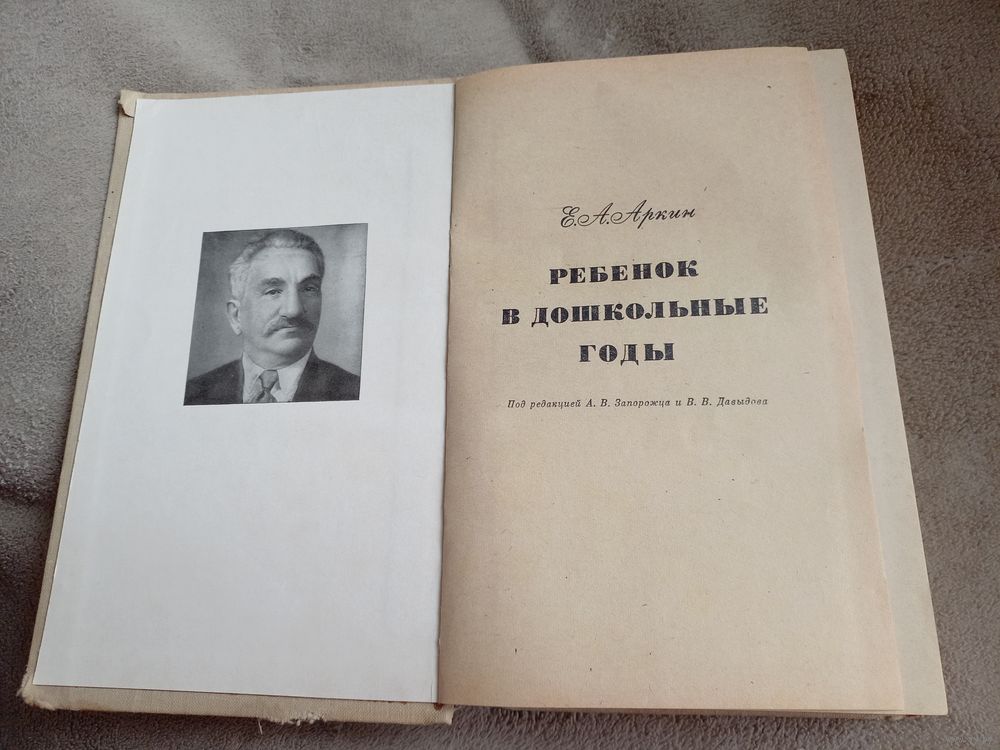 Е. А. Аркин
РЕБЕНОК
В ДОШКОЛЬНЫЕ
ГОДЫ
Под редакцией А. В. Запорожца и В. В. Давыдова